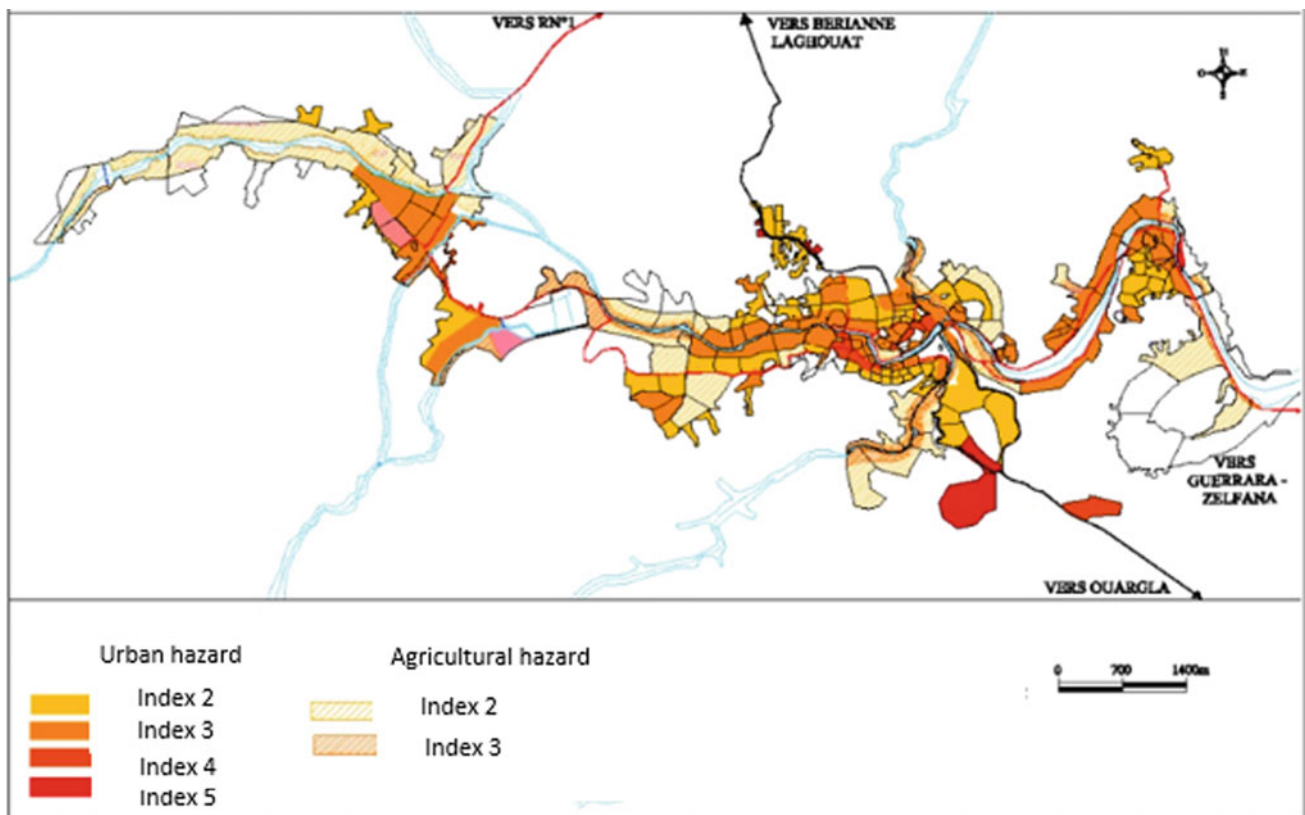 VERS RN°1
VERS BERIANNE
LAGHOUAT
VERS
GUERRARA -
ZELFANA
VERS OUARGLA
Urban hazard
Index 2
Index 3
Index 4
Index 5
Agricultural hazard
Index 2
Index 3
0 700 1400m